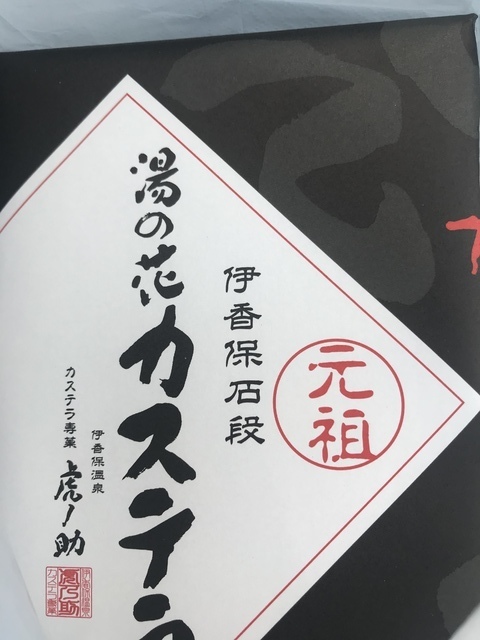 元祖
伊香保石段
湯の花カステラ
伊香保温泉
カステラ専菓
虎ノ助